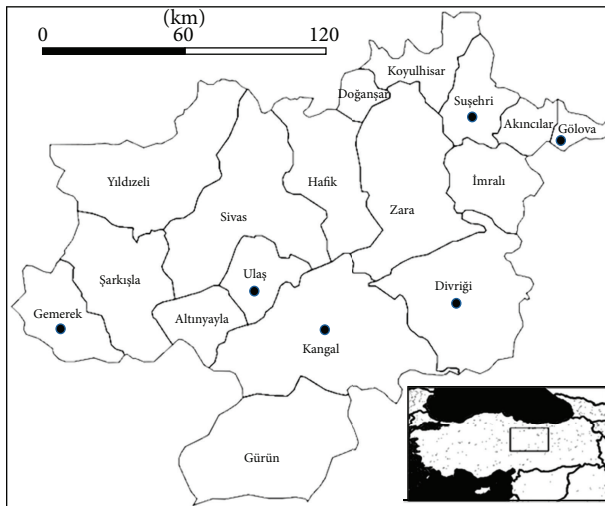 (km)
0 60 120
Koyulhisar
Doğanşar
Suşehri
Akıncılar
Gölova
Yıldızeli
Hafik
İmralı
Sivas
Zara
Şarkışla
Ulaş
Divriği
Gemerek
Altınyayla
Kangal
Gürün